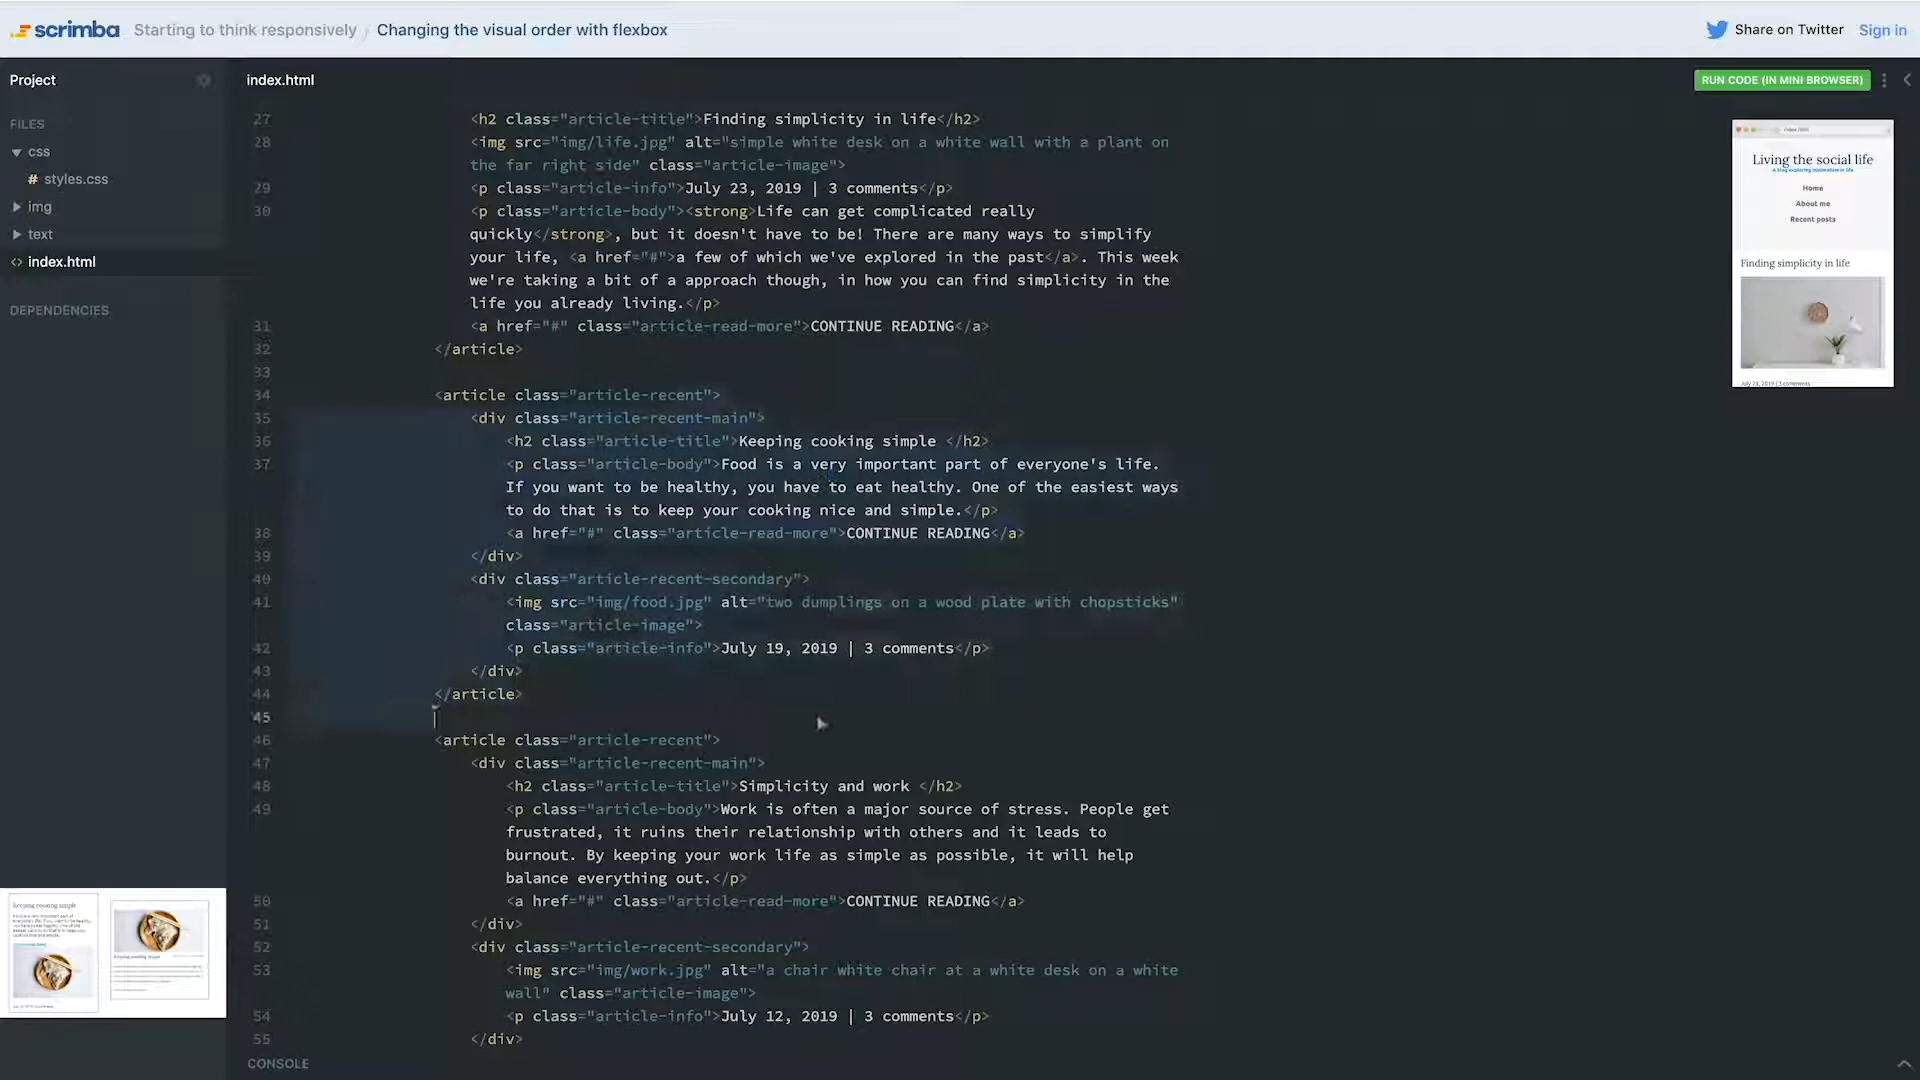 scrimba Starting to think responsively / Changing the visual order with flexbox
Share on Twitter Sign in
Project
index.html
RUN CODE (IN MINI BROWSER)
FILES
css
# styles.css
img
text
<> index.html
DEPENDENCIES
27 <h2 class="article-title">Finding simplicity in life</h2>
28 <img src="img/life.jpg" alt="simple white desk on a white wall with a plant on
the far right side" class="article-image">
29 <p class="article-info">July 23, 2019 | 3 comments</p>
30 <p class="article-body"><strong>Life can get complicated really
quickly</strong>, but it doesn't have to be! There are many ways to simplify
your life, <a href="#">a few of which we've explored in the past</a>. This week
we're taking a bit of a approach though, in how you can find simplicity in the
life you already living.</p>
31 <a href="#" class="article-read-more">CONTINUE READING</a>
32 </article>
33
34 <article class="article-recent">
35 <div class="article-recent-main">
36 <h2 class="article-title">Keeping cooking simple </h2>
37 <p class="article-body">Food is a very important part of everyone's life.
If you want to be healthy, you have to eat healthy. One of the easiest ways
to do that is to keep your cooking nice and simple.</p>
38 <a href="#" class="article-read-more">CONTINUE READING</a>
39 </div>
40 <div class="article-recent-secondary">
41 <img src="img/food.jpg" alt="two dumplings on a wood plate with chopsticks"
class="article-image">
42 <p class="article-info">July 19, 2019 | 3 comments</p>
43 </div>
44 </article>
45
46 <article class="article-recent">
47 <div class="article-recent-main">
48 <h2 class="article-title">Simplicity and work </h2>
49 <p class="article-body">Work is often a major source of stress. People get
frustrated, it ruins their relationship with others and it leads to
burnout. By keeping your work life as simple as possible, it will help
balance everything out.</p>
50 <a href="#" class="article-read-more">CONTINUE READING</a>
51 </div>
52 <div class="article-recent-secondary">
53 <img src="img/work.jpg" alt="a chair white chair at a white desk on a white
wall" class="article-image">
54 <p class="article-info">July 12, 2019 | 3 comments</p>
55 </div>
CONSOLE
Living the social life
A blog exploring minimalism in life
Home
About me
Recent posts
Finding simplicity in life
July 23, 2019 | 3 comments
Keeping cooking simple